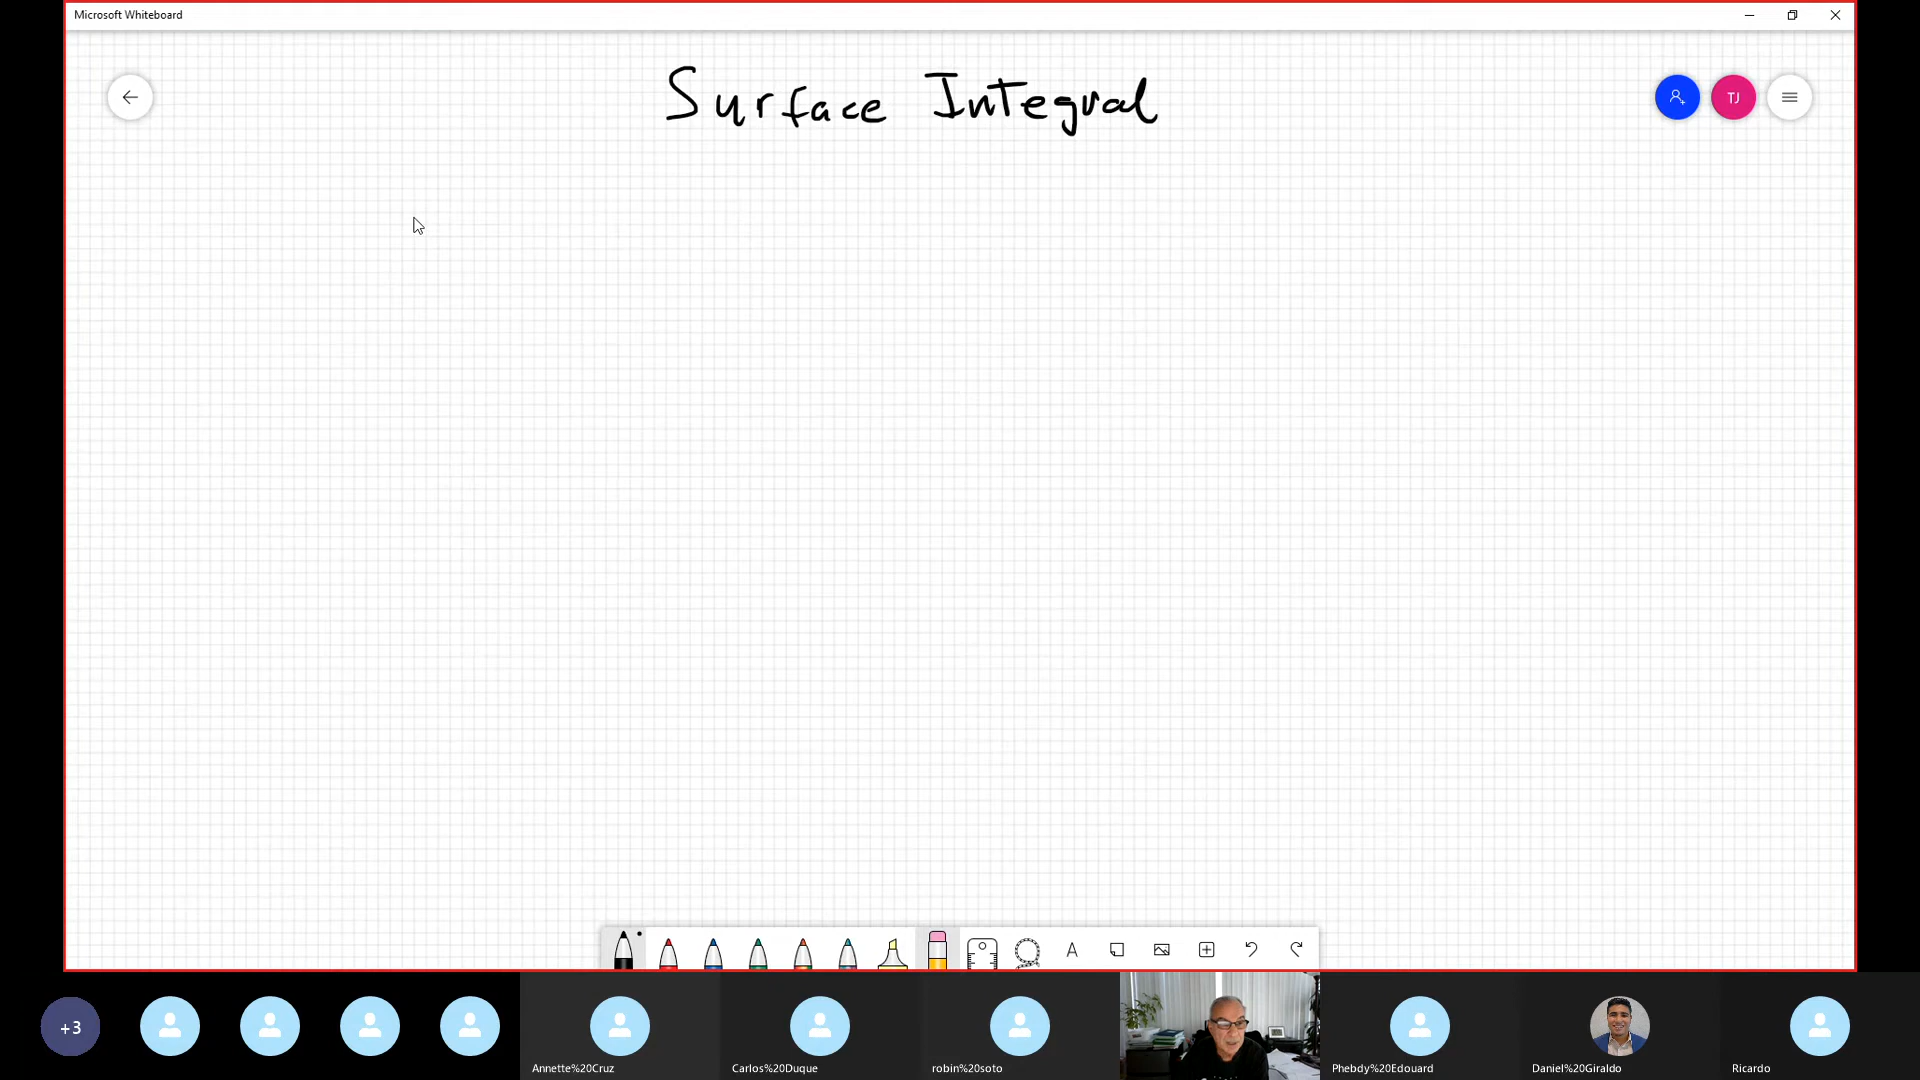 Microsoft Whiteboard
Surface Integral
TJ
A
+3
Annette%20Cruz
Carlos%20Duque
robin%20soto
Phebdy%20Edouard
Daniel%20Giraldo
Ricardo